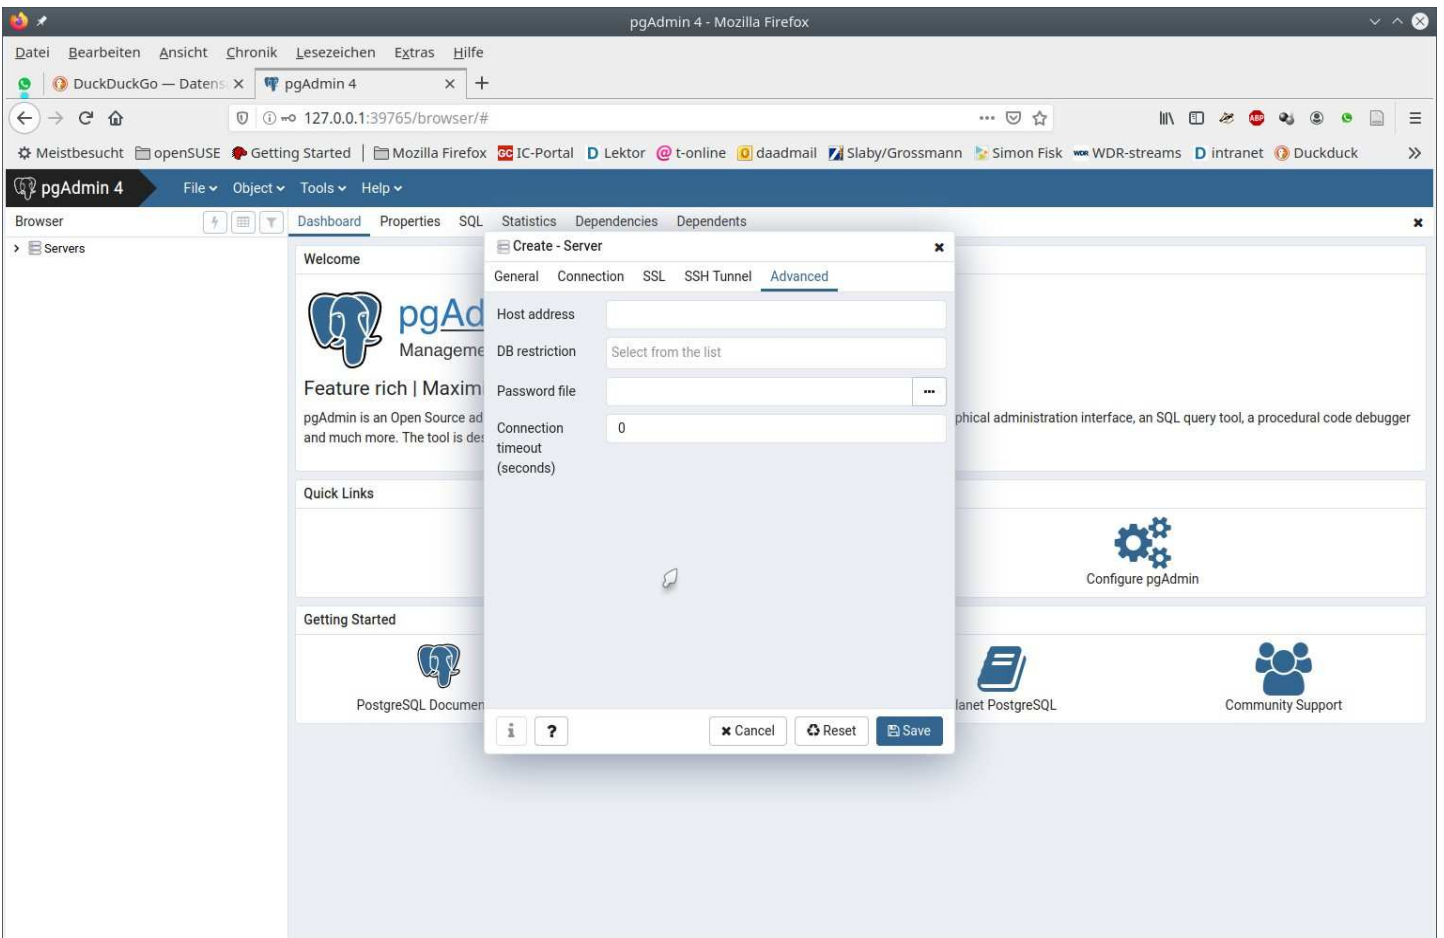 pgAdmin 4 - Mozilla Firefox
Datei Bearbeiten Ansicht Chronik Lesezeichen Extras Hilfe
DuckDuckGo — Datens pgAdmin 4
127.0.0.1:39765/browser/#
Meistbesucht openSUSE Getting Started Mozilla Firefox GC IC-Portal D Lektor @ t-online daadmail Slaby/Grossmann Simon Fisk WDR WDR-streams D intranet Duckduck
pgAdmin 4 File Object Tools Help
Browser Dashboard Properties SQL Statistics Dependencies Dependents
Servers
Create - Server
Welcome
General Connection SSL SSH Tunnel Advanced
pgAd
Manageme
Host address
DB restriction Select from the list
Feature rich | Maxim
Password file
pgAdmin is an Open Source ad phical administration interface, an SQL query tool, a procedural code debugger
and much more. The tool is des
Connection timeout (seconds) 0
Quick Links
Configure pgAdmin
Getting Started
PostgreSQL Documen lanet PostgreSQL Community Support
i ? Cancel Reset Save